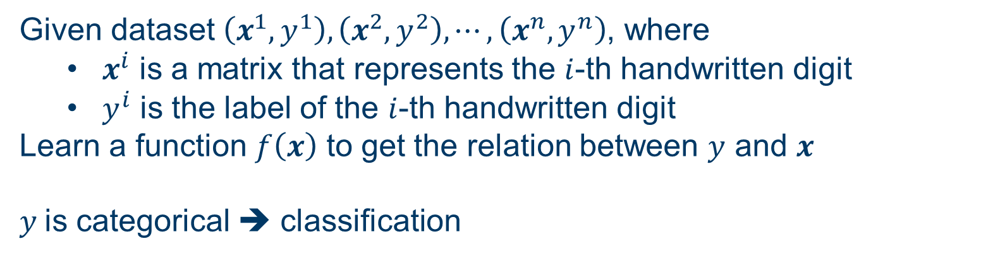 Given dataset (𝒙¹, y¹), (𝒙², y²), ⋯ , (𝒙ⁿ, yⁿ), where
• 𝒙ⁱ is a matrix that represents the i-th handwritten digit
• yⁱ is the label of the i-th handwritten digit
Learn a function f(𝒙) to get the relation between y and 𝒙
y is categorical ➔ classification